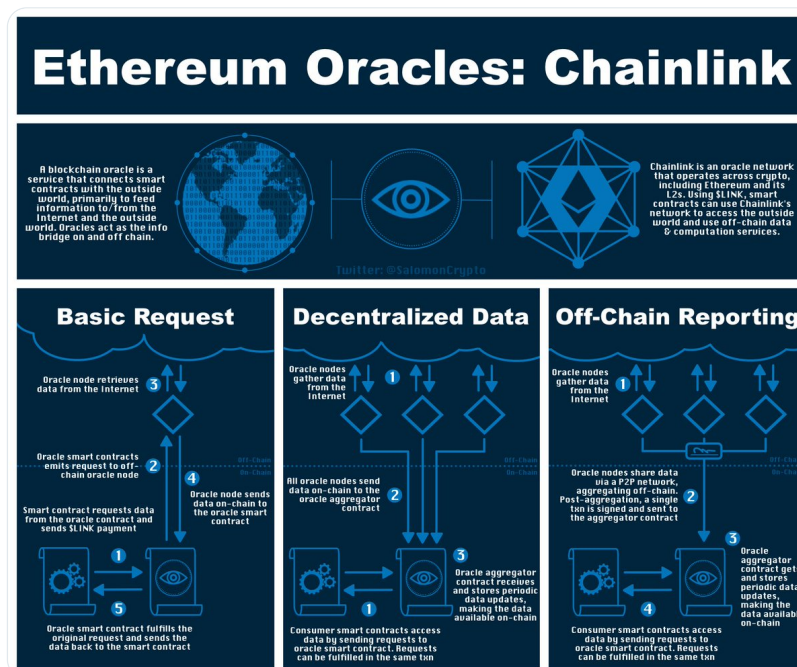 Ethereum Oracles: Chainlink
A blockchain oracle is a
service that connects smart
contracts with the outside
world, primarily to feed
information to/from the
Internet and the outside
world. Oracles act as the info
bridge on and off chain.
Chainlink is an oracle network
that operates across crypto,
including Ethereum and its
L2s. Using $LINK, smart
contracts can use Chainlink's
network to access the outside
world and use off-chain data
& computation services.
Twitter: @SalomonCrypto
Basic Request
Oracle node retrieves
data from the Internet
3
Oracle smart contracts
emits request to off-
chain oracle node
2
Off-Chain
On-Chain
4
Oracle node sends
data on-chain to
the oracle smart
contract
Smart contract requests data
from the oracle contract and
sends $LINK payment
1
5
Oracle smart contract fulfills the
original request and sends the
data back to the smart contract
Decentralized Data
Oracle nodes
gather data
from the
Internet
1
Off-Chain
On-Chain
All oracle nodes send
data on-chain to the
oracle aggregator
contract
2
3
Oracle aggregator
contract receives
and stores periodic
data updates,
making the data
available on-chain
1
Consumer smart contracts access
data by sending requests to
oracle smart contract. Requests
can be fulfilled in the same txn
Off-Chain Reporting
Oracle nodes
gather data
from the
Internet
1
Off-Chain
On-Chain
Oracle nodes share data
via a P2P network,
aggregating off-chain.
Post-aggregation, a single
txn is signed and sent to
the aggregator contract
2
3
Oracle
aggregator
contract gets
and stores
periodic data
updates,
making the
data available
on-chain
4
Consumer smart contracts access
data by sending requests to
oracle smart contract. Requests
can be fulfilled in the same txn